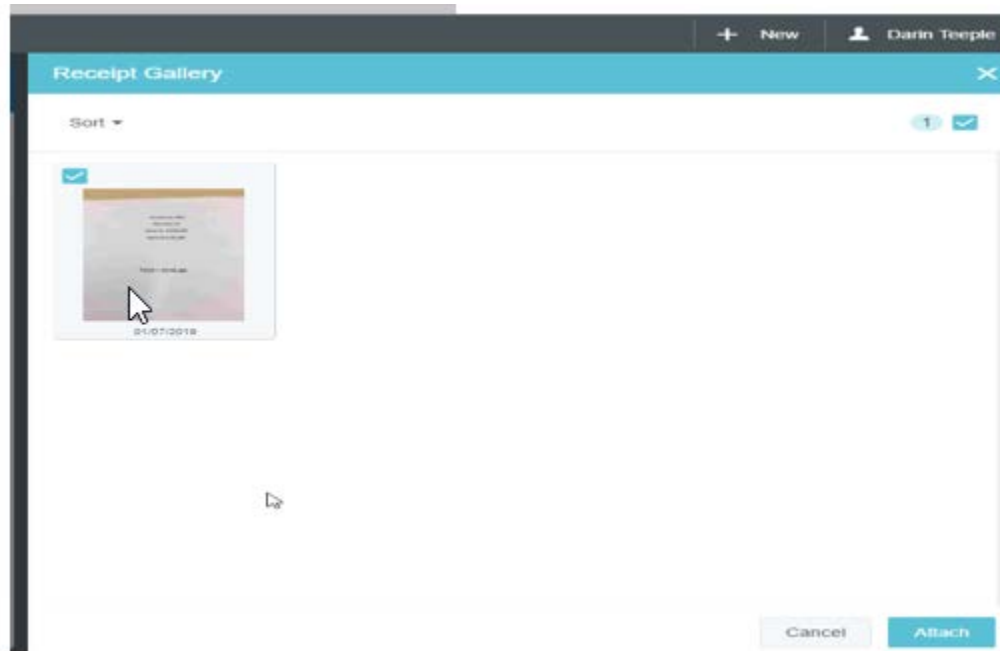 New
Darin Teeple
Receipt Gallery
Sort
1
01/07/2019
Cancel
Attach